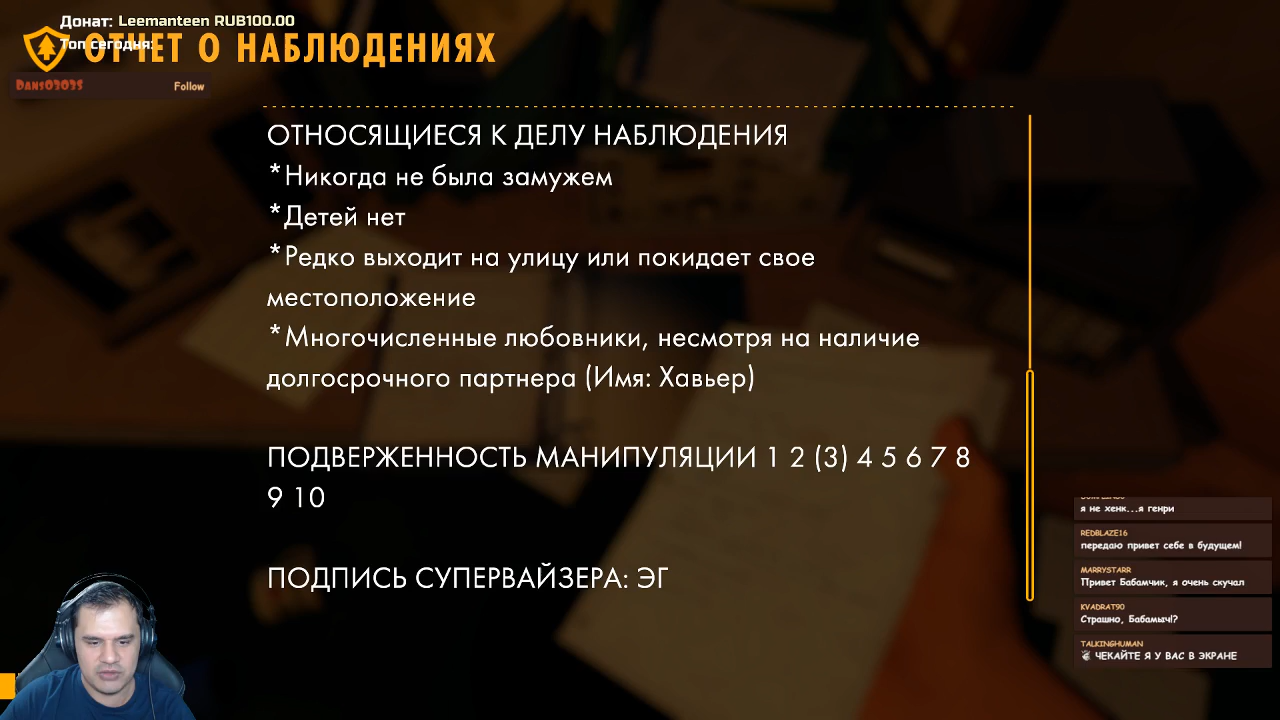 Донат: Leemanteen RUB100.00
Топ сегодня:
ОТЧЕТ О НАБЛЮДЕНИЯХ
Dans02025
Follow
ОТНОСЯЩИЕСЯ К ДЕЛУ НАБЛЮДЕНИЯ
*Никогда не была замужем
*Детей нет
*Редко выходит на улицу или покидает свое
местоположение
*Многочисленные любовники, несмотря на наличие
долгосрочного партнера (Имя: Хавьер)
ПОДВЕРЖЕННОСТЬ МАНИПУЛЯЦИИ 1 2 (3) 4 5 6 7 8
9 10
ПОДПИСЬ СУПЕРВАЙЗЕРА: ЭГ
я не хенк...я генри
REDBLAZE16
передаю привет себе в будущем!
MARRYSTARR
Привет Бабамчик, я очень скучал
KVADRAT90
Страшно, Бабамыч!?
TALKINGHUMAN
ЧЕКАЙТЕ Я У ВАС В ЭКРАНЕ